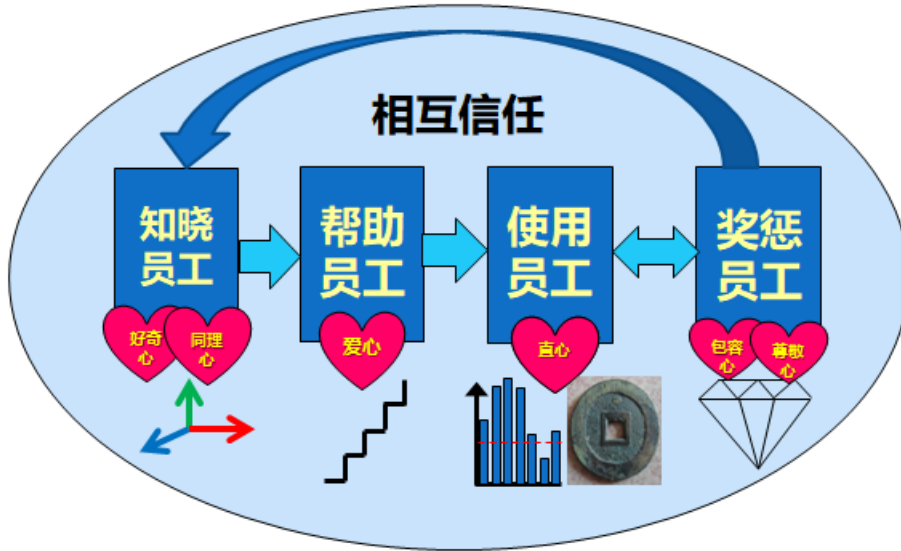 相互信任
知晓
员工
帮助
员工
使用
员工
奖惩
员工
好奇
心
同理
心
爱心
直心
包容
心
尊敬
心